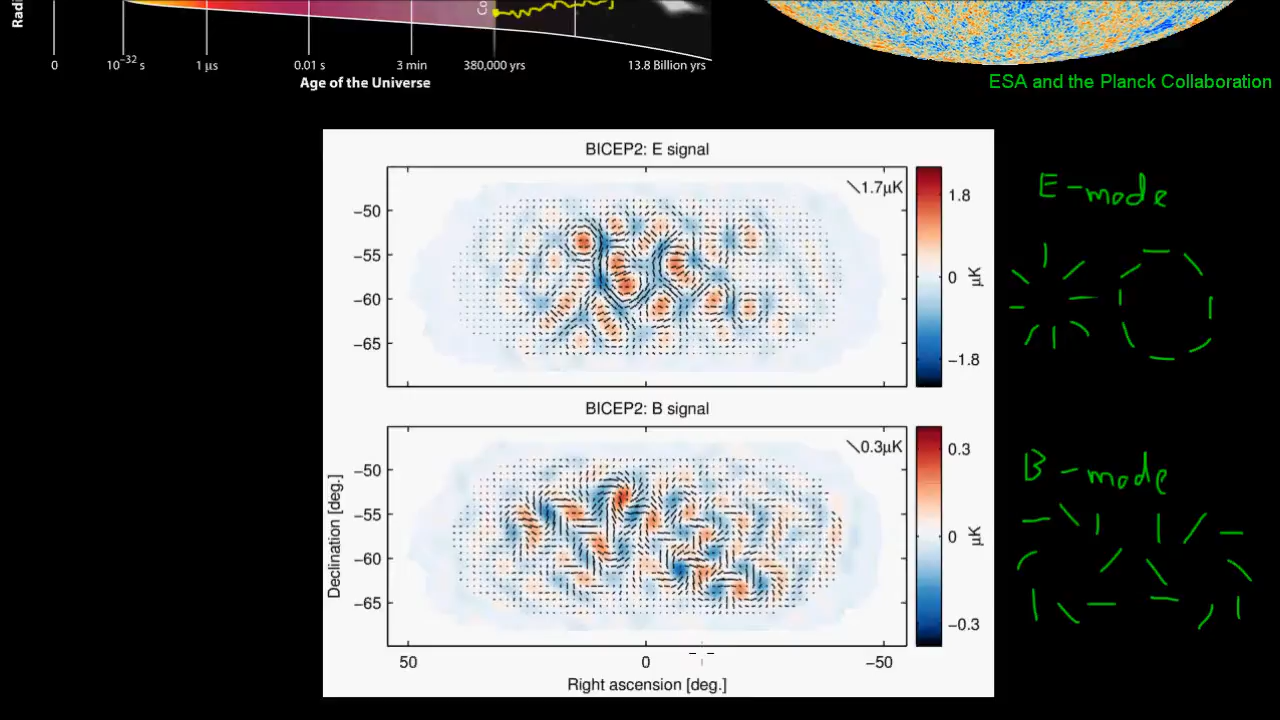 Radi
Co
0 10⁻³² s 1 µs 0.01 s 3 min 380,000 yrs 13.8 Billion yrs
Age of the Universe
ESA and the Planck Collaboration
BICEP2: E signal
1.7µK
−50
−55
−60
−65
1.8
0
−1.8
µK
E-mode
BICEP2: B signal
0.3µK
−50
−55
−60
−65
Declination [deg.]
0.3
0
−0.3
µK
50 0 −50
Right ascension [deg.]
B-mode